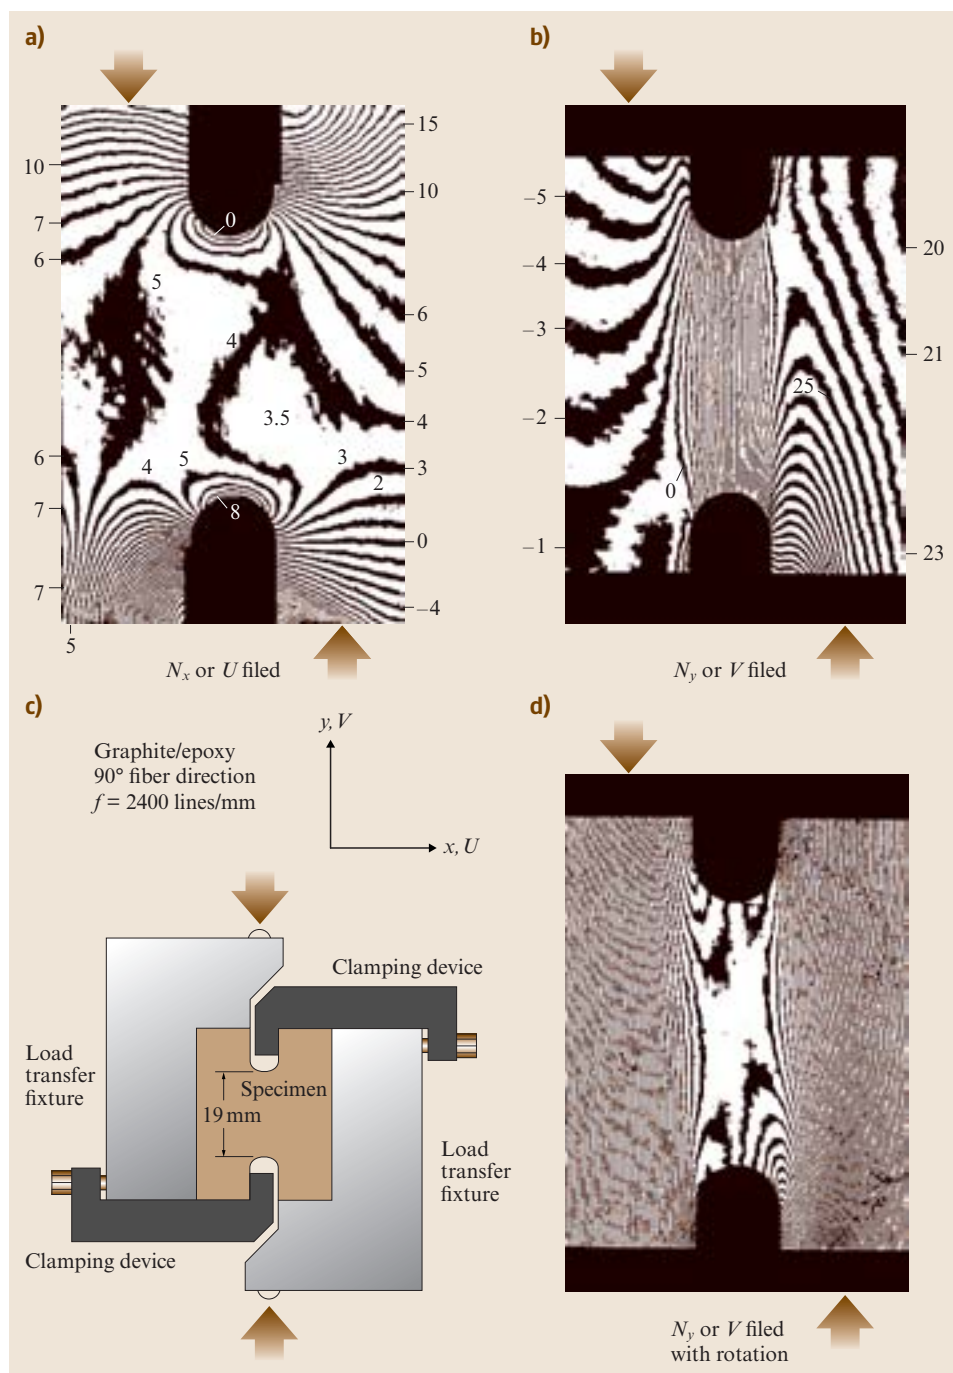 a)
10
7
6
6
7
7
5
0
5
4
3.5
4
5
3
2
8
15
10
6
5
4
3
0
–4
Nx or U filed
b)
–5
–4
–3
–2
–1
0
25
20
21
23
Ny or V filed
c)
Graphite/epoxy
90° fiber direction
f = 2400 lines/mm
y, V
x, U
Clamping device
Load
transfer
fixture
Specimen
19 mm
Load
transfer
fixture
Clamping device
d)
Ny or V filed
with rotation